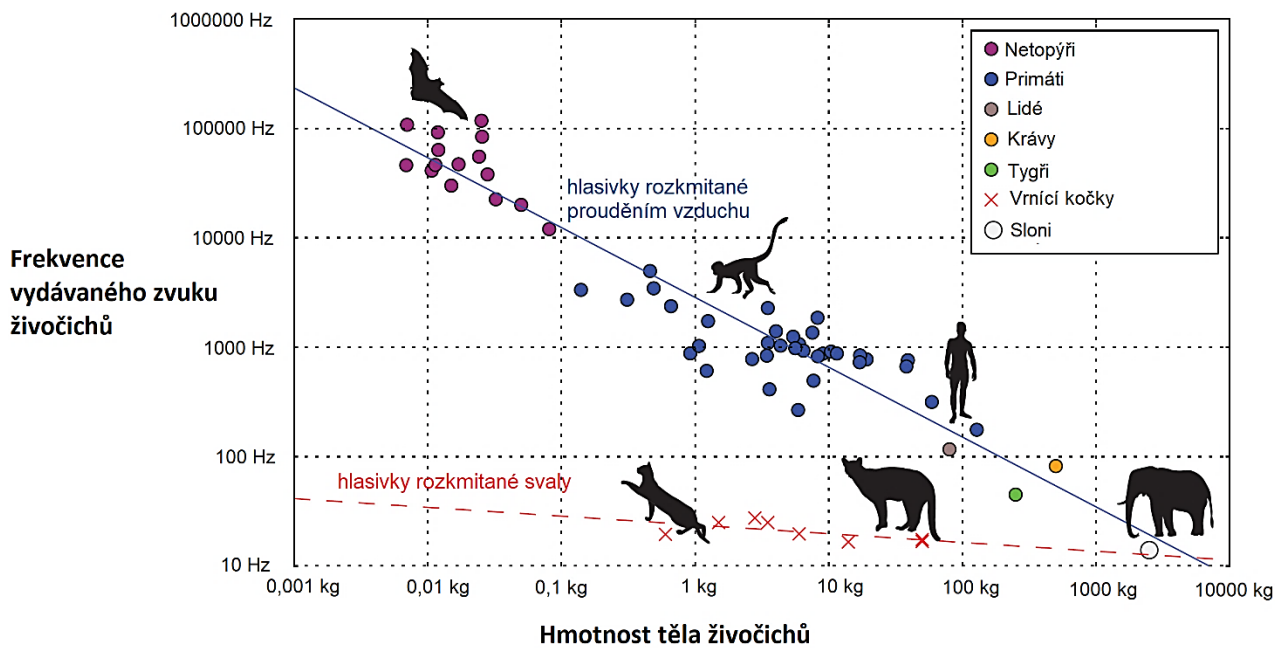 1000000 Hz
100000 Hz
10000 Hz
1000 Hz
100 Hz
10 Hz
Frekvence
vydávaného zvuku
živočichů
Netopýři
Primáti
Lidé
Krávy
Tygři
Vrnící kočky
Sloni
hlasivky rozkmitané
prouděním vzduchu
hlasivky rozkmitané svaly
0,001 kg
0,01 kg
0,1 kg
1 kg
10 kg
100 kg
1000 kg
10000 kg
Hmotnost těla živočichů